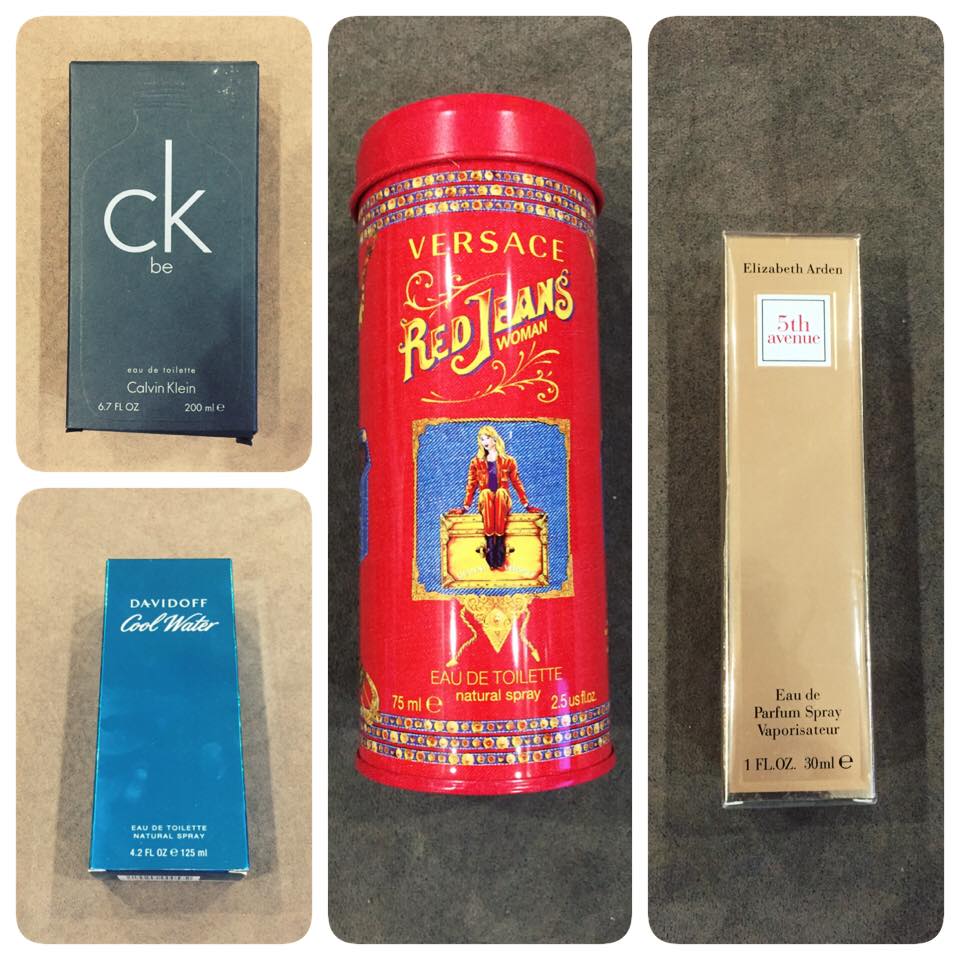 ck
be
eau de toilette
Calvin Klein
6.7 FL OZ 200 ml e
DAVIDOFF
Cool Water
EAU DE TOILETTE
NATURAL SPRAY
4.2 FL OZ e 125 ml
VERSACE
RED JEANS
WOMAN
EAU DE TOILETTE
natural spray
75 ml e 2.5 us fl.oz.
Elizabeth Arden
5th
avenue
Eau de
Parfum Spray
Vaporisateur
1 FL.OZ. 30ml e